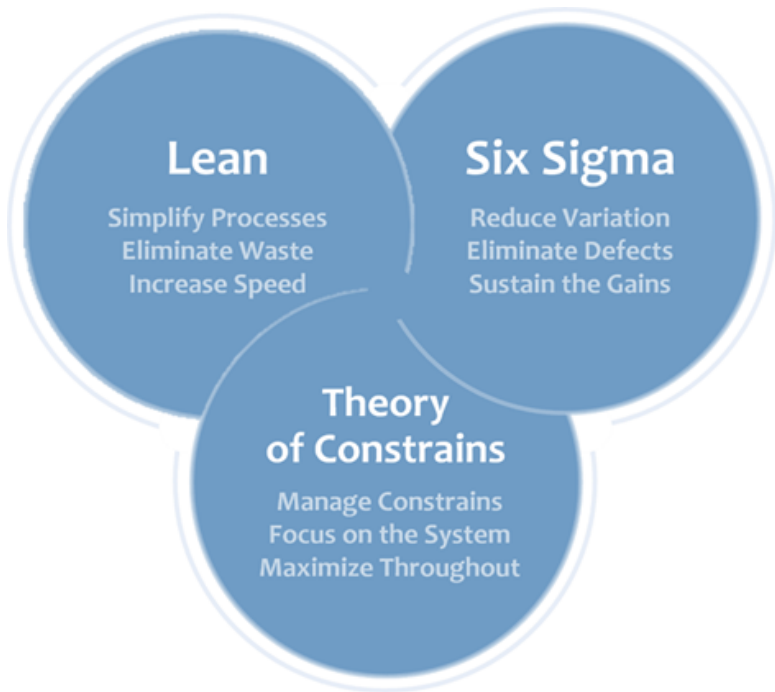 Lean
Simplify Processes
Eliminate Waste
Increase Speed
Six Sigma
Reduce Variation
Eliminate Defects
Sustain the Gains
Theory
of Constrains
Manage Constrains
Focus on the System
Maximize Throughout